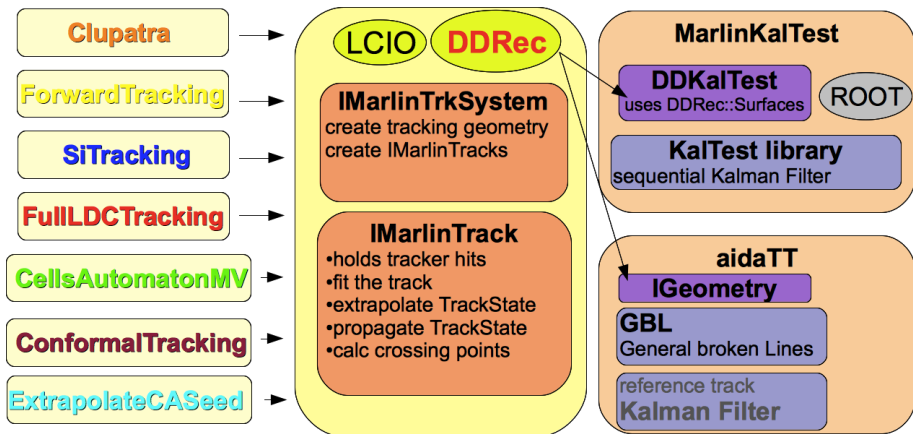 Clupatra
ForwardTracking
SiTracking
FullLDCTracking
CellsAutomatonMV
ConformalTracking
ExtrapolateCASeed
LCIO
DDRec
IMarlinTrkSystem
create tracking geometry
create IMarlinTracks
IMarlinTrack
•holds tracker hits
•fit the track
•extrapolate TrackState
•propagate TrackState
•calc crossing points
MarlinKalTest
DDKalTest
uses DDRec::Surfaces
ROOT
KalTest library
sequential Kalman Filter
aidaTT
IGeometry
GBL
General broken Lines
reference track
Kalman Filter